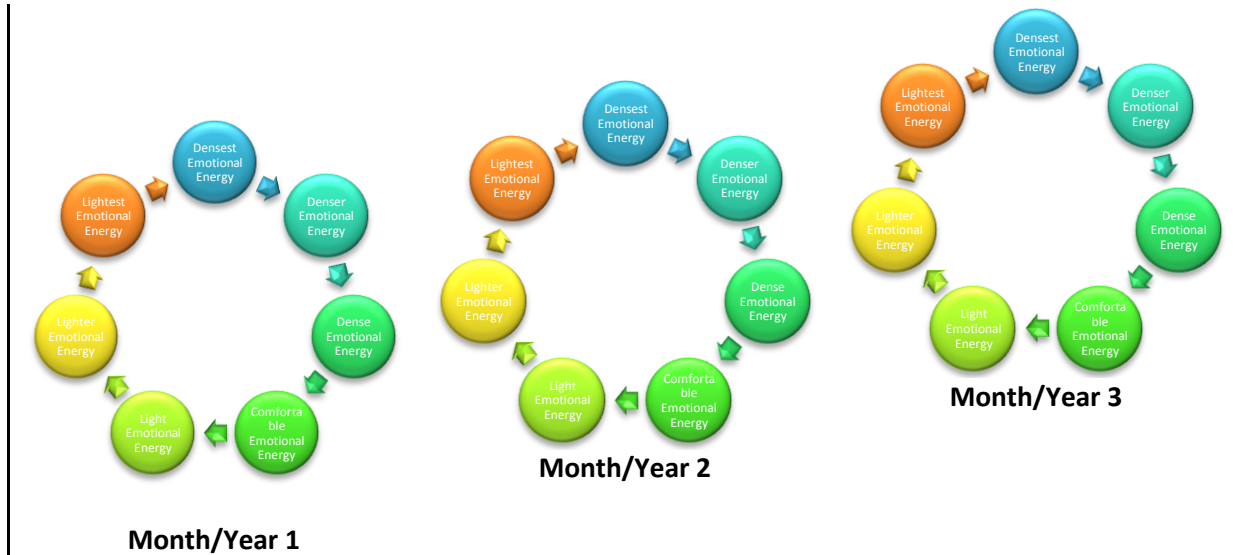 Densest
Emotional
Energy
Denser
Emotional
Energy
Dense
Emotional
Energy
Comforta
ble
Emotional
Energy
Light
Emotional
Energy
Lighter
Emotional
Energy
Lightest
Emotional
Energy
Month/Year 1
Densest
Emotional
Energy
Denser
Emotional
Energy
Dense
Emotional
Energy
Comforta
ble
Emotional
Energy
Light
Emotional
Energy
Lighter
Emotional
Energy
Lightest
Emotional
Energy
Month/Year 2
Densest
Emotional
Energy
Denser
Emotional
Energy
Dense
Emotional
Energy
Comforta
ble
Emotional
Energy
Light
Emotional
Energy
Lighter
Emotional
Energy
Lightest
Emotional
Energy
Month/Year 3